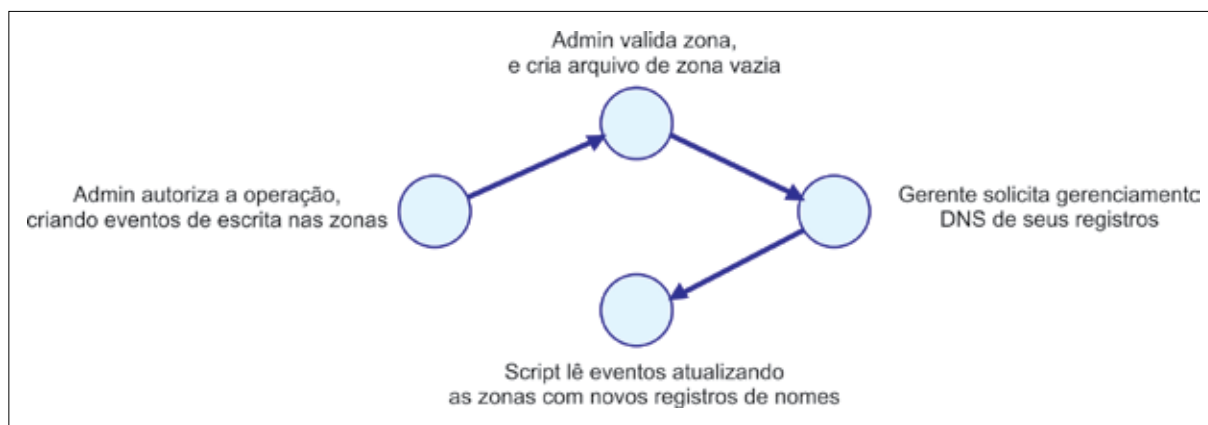 Admin valida zona,
e cria arquivo de zona vazia
Admin autoriza a operação,
criando eventos de escrita nas zonas
Gerente solicita gerenciamento
DNS de seus registros
Script lê eventos atualizando
as zonas com novos registros de nomes